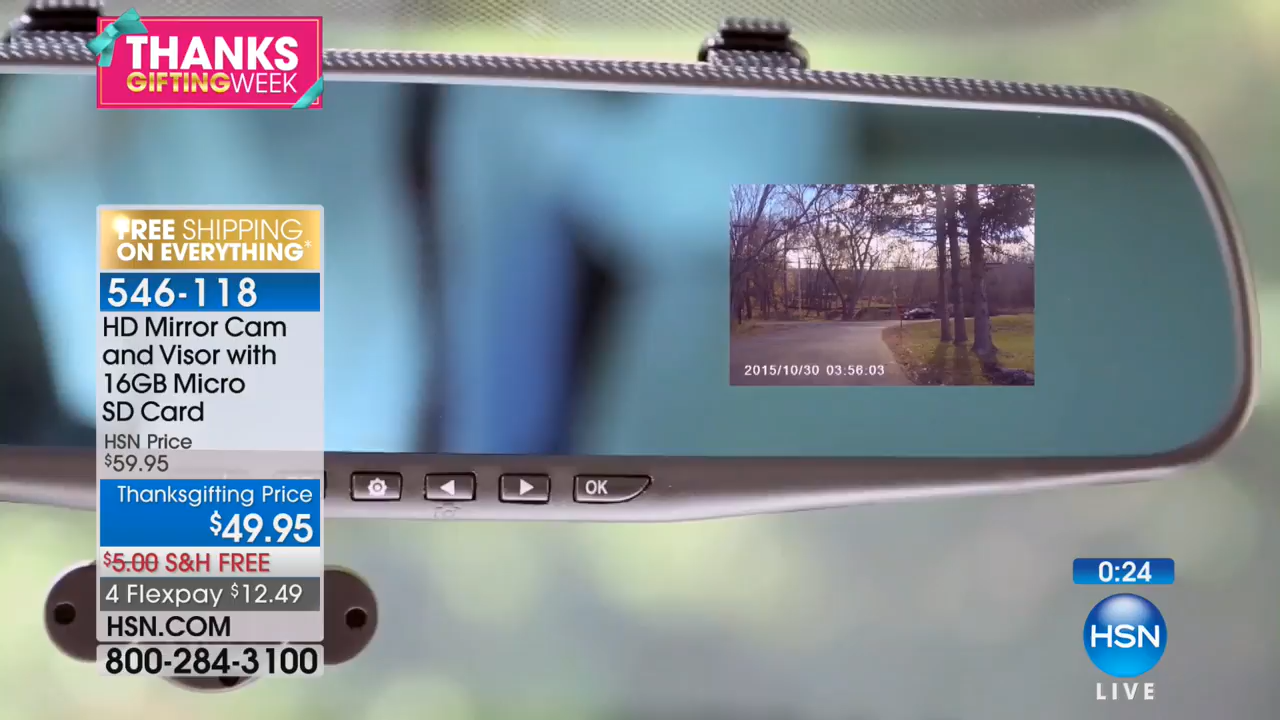 THANKS
GIFTINGWEEK
FREE SHIPPING
ON EVERYTHING*
546-118
HD Mirror Cam
and Visor with
16GB Micro
SD Card
HSN Price
$59.95
Thanksgifting Price
$49.95
$5.00 S&H FREE
4 Flexpay $12.49
HSN.COM
800-284-3100
2015/10/30 03:56:03
OK
0:24
HSN
LIVE